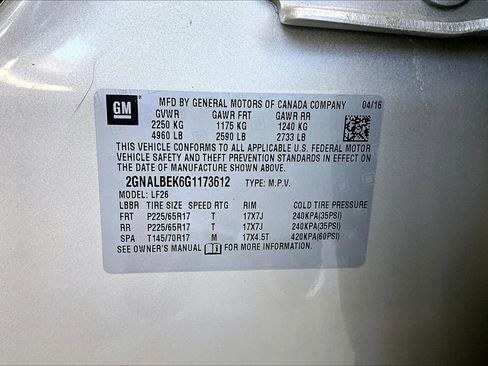 GM MFD BY GENERAL MOTORS OF CANADA COMPANY 04/16
GVWR GAWR FRT GAWR RR
2250 KG 1175 KG 1240 KG
4960 LB 2590 LB 2733 LB
THIS VEHICLE CONFORMS TO ALL APPLICABLE U.S. FEDERAL MOTOR
VEHICLE SAFETY AND THEFT PREVENTION STANDARDS IN EFFECT ON
THE DATE OF MANUFACTURE SHOWN ABOVE.
2GNALBEK6G1173612 TYPE: M.P.V.
MODEL: LF26
LBBR TIRE SIZE SPEED RTG RIM COLD TIRE PRESSURE
FRT P225/65R17 T 17X7J 240KPA(35PSI)
RR P225/65R17 T 17X7J 240KPA(35PSI)
SPA T145/70R17 M 17X4.5T 420KPA(60PSI)
SEE OWNER'S MANUAL FOR MORE INFORMATION.